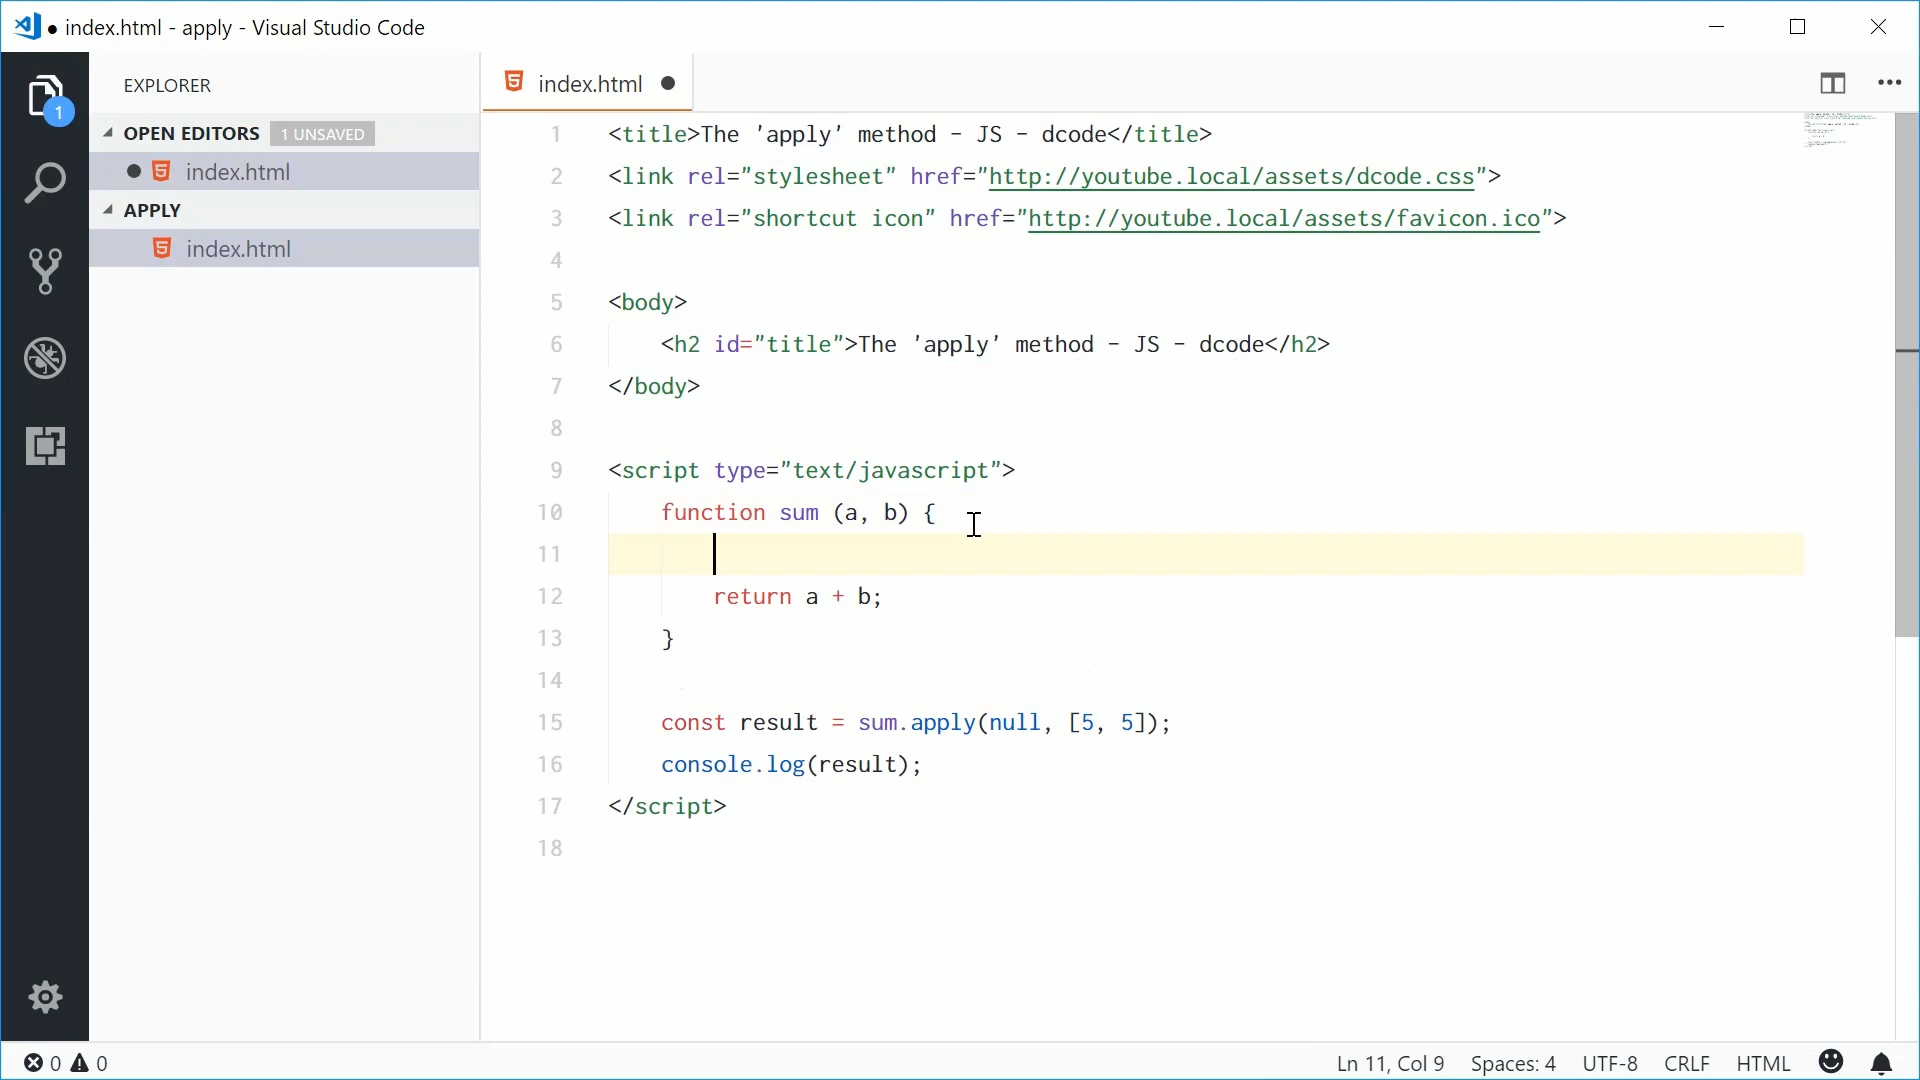 ● index.html - apply - Visual Studio Code
EXPLORER
OPEN EDITORS 1 UNSAVED
index.html
APPLY
index.html
1
index.html
1 <title>The 'apply' method - JS - dcode</title>
2 <link rel="stylesheet" href="http://youtube.local/assets/dcode.css">
3 <link rel="shortcut icon" href="http://youtube.local/assets/favicon.ico">
4
5 <body>
6 <h2 id="title">The 'apply' method - JS - dcode</h2>
7 </body>
8
9 <script type="text/javascript">
10 function sum (a, b) {
11
12 return a + b;
13 }
14
15 const result = sum.apply(null, [5, 5]);
16 console.log(result);
17 </script>
18
0 0
Ln 11, Col 9 Spaces: 4 UTF-8 CRLF HTML